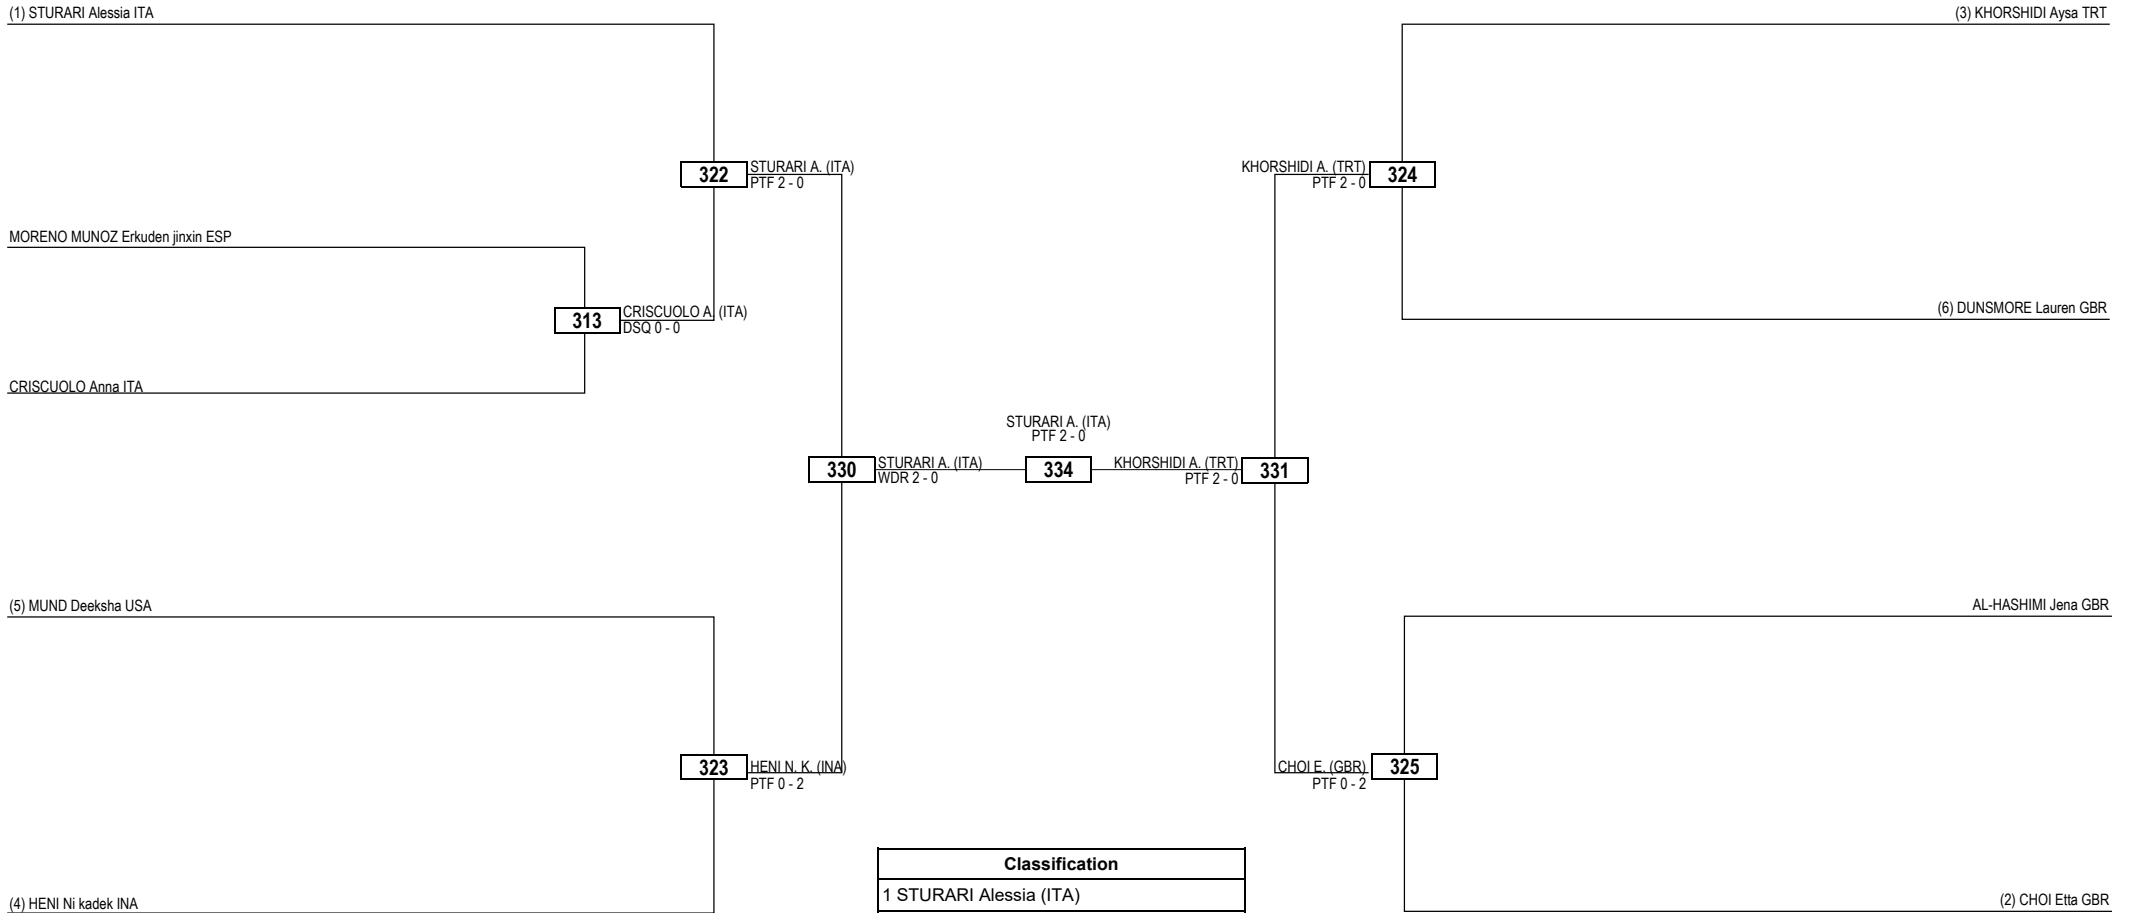 (1) STURARI Alessia ITA
(3) KHORSHIDI Aysa TRT
322
STURARI A. (ITA)
PTF 2 - 0
KHORSHIDI A. (TRT)
PTF 2 - 0
324
MORENO MUNOZ Erkuden jinxin ESP
313
CRISCUOLO A. (ITA)
DSQ 0 - 0
(6) DUNSMORE Lauren GBR
CRISCUOLO Anna ITA
STURARI A. (ITA)
PTF 2 - 0
330
STURARI A. (ITA)
WDR 2 - 0
334
KHORSHIDI A. (TRT)
PTF 2 - 0
331
(5) MUND Deeksha USA
AL-HASHIMI Jena GBR
323
HENI N. K. (INA)
PTF 0 - 2
CHOI E. (GBR)
PTF 0 - 2
325
Classification
1 STURARI Alessia (ITA)
(4) HENI Ni kadek INA
(2) CHOI Etta GBR